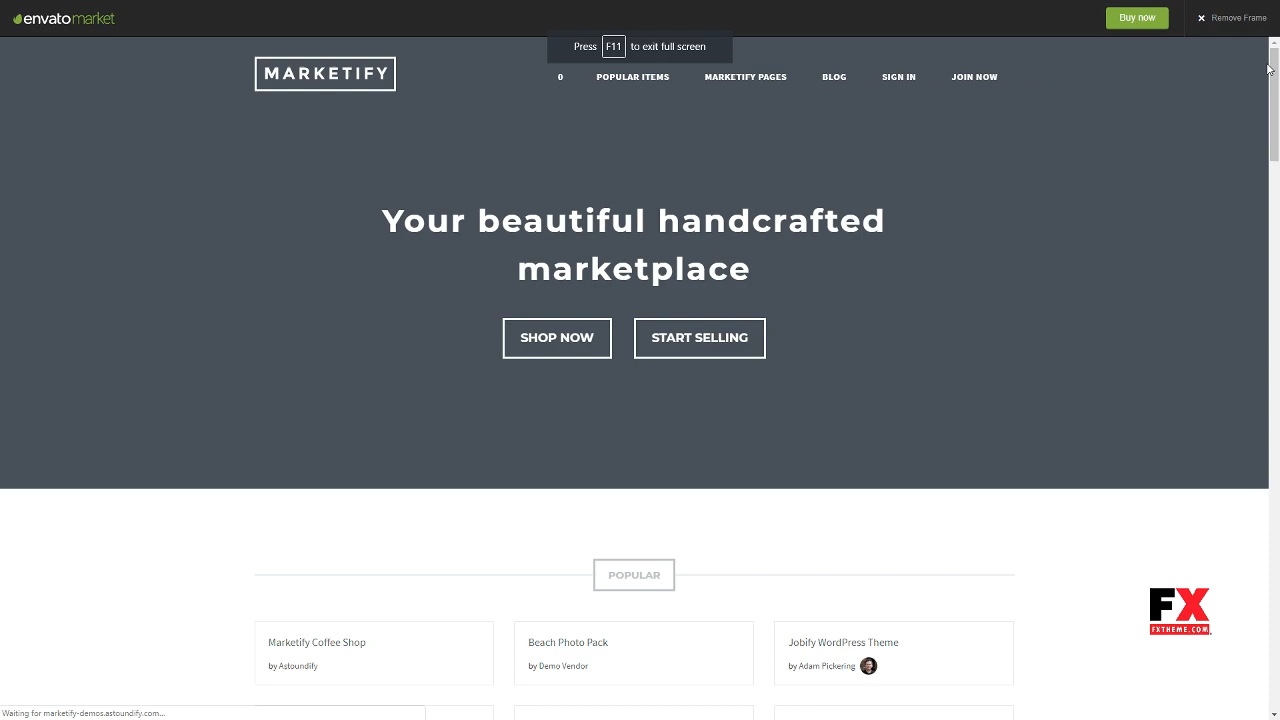 envatomarket
Buy now
✕ Remove Frame
Press F11 to exit full screen
MARKETIFY
0 POPULAR ITEMS MARKETIFY PAGES BLOG SIGN IN JOIN NOW
Your beautiful handcrafted
marketplace
SHOP NOW START SELLING
POPULAR
Marketify Coffee Shop
by Astoundify
Beach Photo Pack
by Demo Vendor
Jobify WordPress Theme
by Adam Pickering
FX
FXTHEME.COM
Waiting for marketify-demos.astoundify.com...